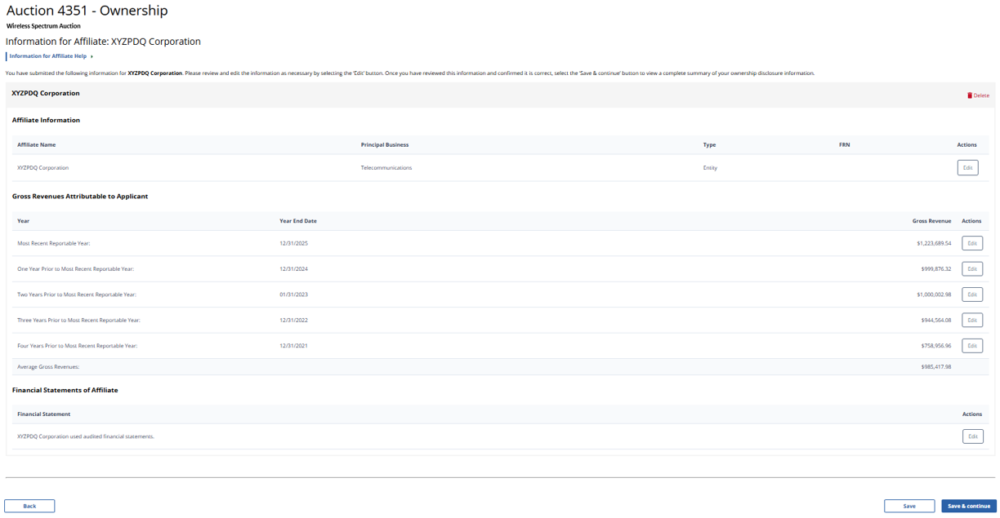 Auction 4351 - Ownership
Wireless Spectrum Auction
Information for Affiliate: XYZPDQ Corporation
Information for Affiliate Help
You have submitted the following information for XYZPDQ Corporation. Please review and edit the information as necessary by selecting the 'Edit' button. Once you have reviewed this information and confirmed it is correct, select the 'Save & continue' button to view a complete summary of your ownership disclosure information.
XYZPDQ Corporation Delete
Affiliate Information
Affiliate Name Principal Business Type FRN Actions
XYZPDQ Corporation Telecommunications Entity Edit
Gross Revenues Attributable to Applicant
Year Year End Date Gross Revenue Actions
Most Recent Reportable Year: 12/31/2025 $1,223,689.54 Edit
One Year Prior to Most Recent Reportable Year: 12/31/2024 $999,876.32 Edit
Two Years Prior to Most Recent Reportable Year: 01/31/2023 $1,000,002.98 Edit
Three Years Prior to Most Recent Reportable Year: 12/31/2022 $944,564.08 Edit
Four Years Prior to Most Recent Reportable Year: 12/31/2021 $758,956.96 Edit
Average Gross Revenues: $985,417.98
Financial Statements of Affiliate
Financial Statement Actions
XYZPDQ Corporation used audited financial statements. Edit
Back Save Save & continue